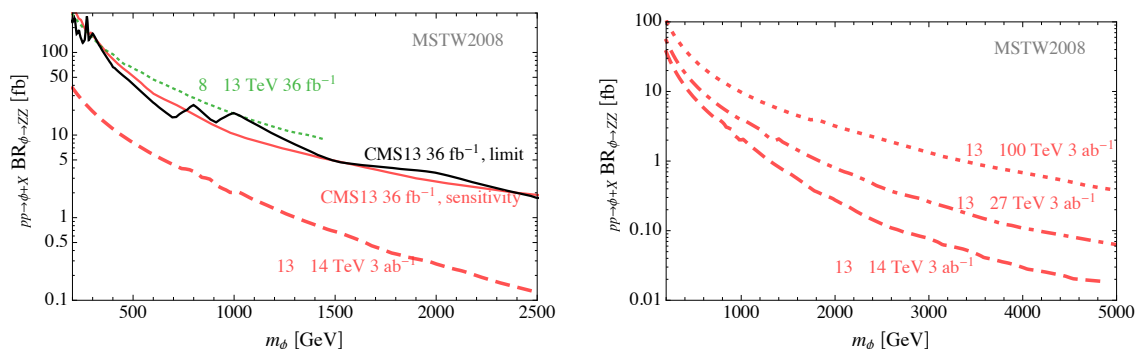 MSTW2008
8 13 TeV 36 fb⁻¹
CMS13 36 fb⁻¹, limit
CMS13 36 fb⁻¹, sensitivity
13 14 TeV 3 ab⁻¹
pp→ϕ+X BRϕ→ZZ [fb]
100
50
10
5
1
0.5
0.1
500 1000 1500 2000 2500
mϕ [GeV]
MSTW2008
13 100 TeV 3 ab⁻¹
13 27 TeV 3 ab⁻¹
13 14 TeV 3 ab⁻¹
pp→ϕ+X BRϕ→ZZ [fb]
100
10
1
0.10
0.01
1000 2000 3000 4000 5000
mϕ [GeV]